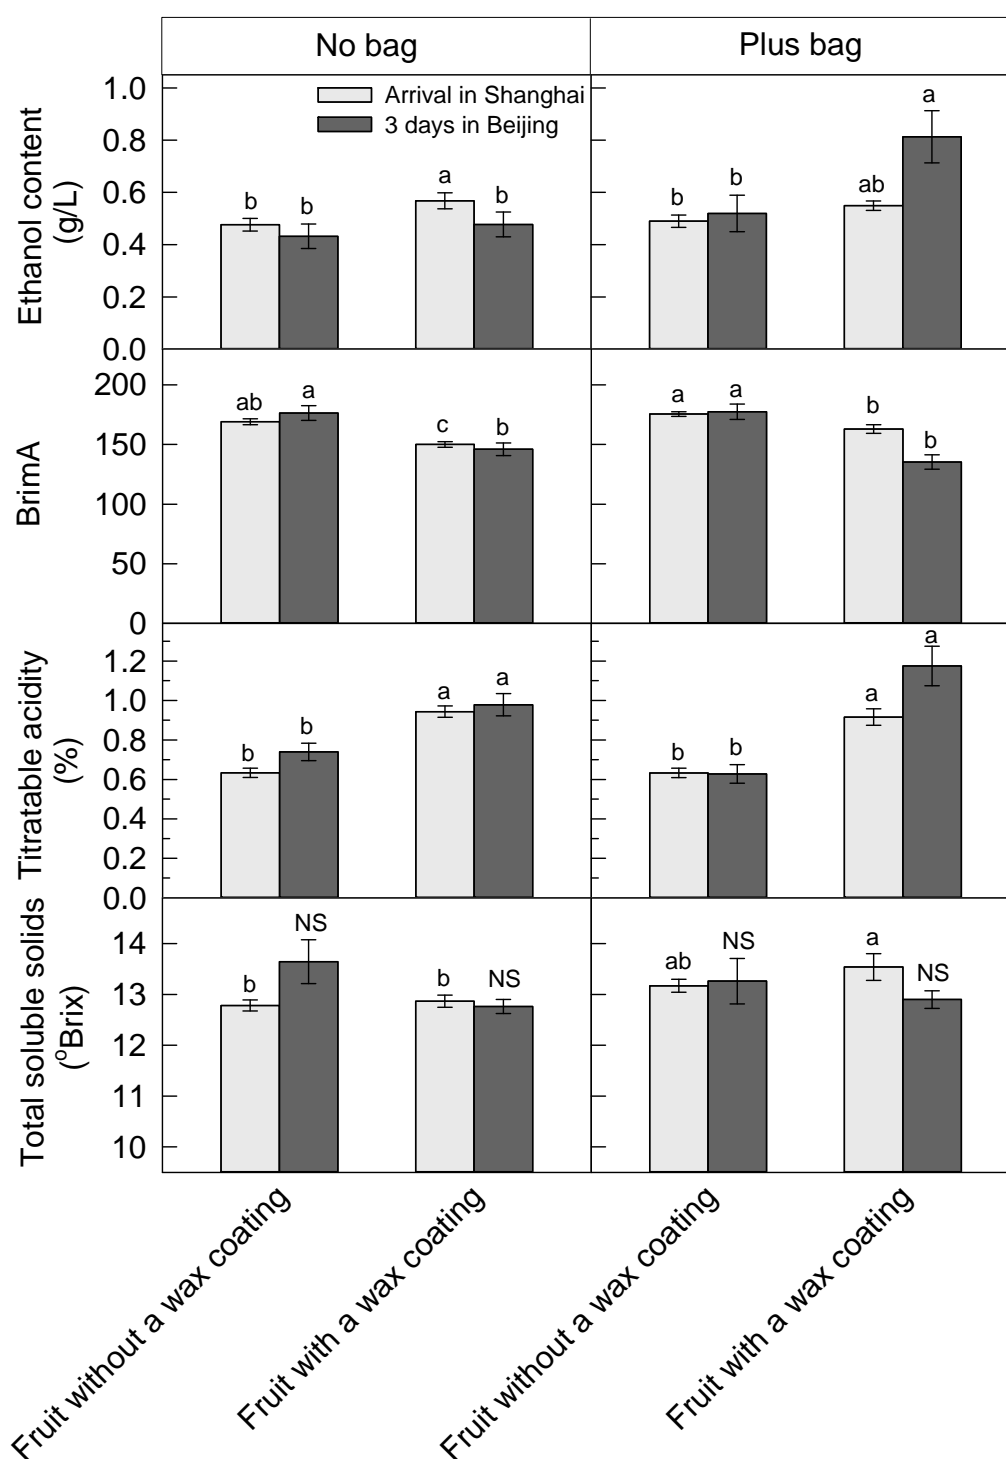 No bag
Plus bag
Arrival in Shanghai
3 days in Beijing
Ethanol content
(g/L)
1.0
0.8
0.6
0.4
0.2
0.0
b
b
a
b
b
b
ab
a
BrimA
200
150
100
50
0
ab
a
c
b
a
a
b
b
Titratable acidity
(%)
1.2
1.0
0.8
0.6
0.4
0.2
0.0
b
b
a
a
b
b
a
a
Total soluble solids
(°Brix)
14
13
12
11
10
b
NS
b
NS
ab
NS
a
NS
Fruit without a wax coating
Fruit with a wax coating
Fruit without a wax coating
Fruit with a wax coating